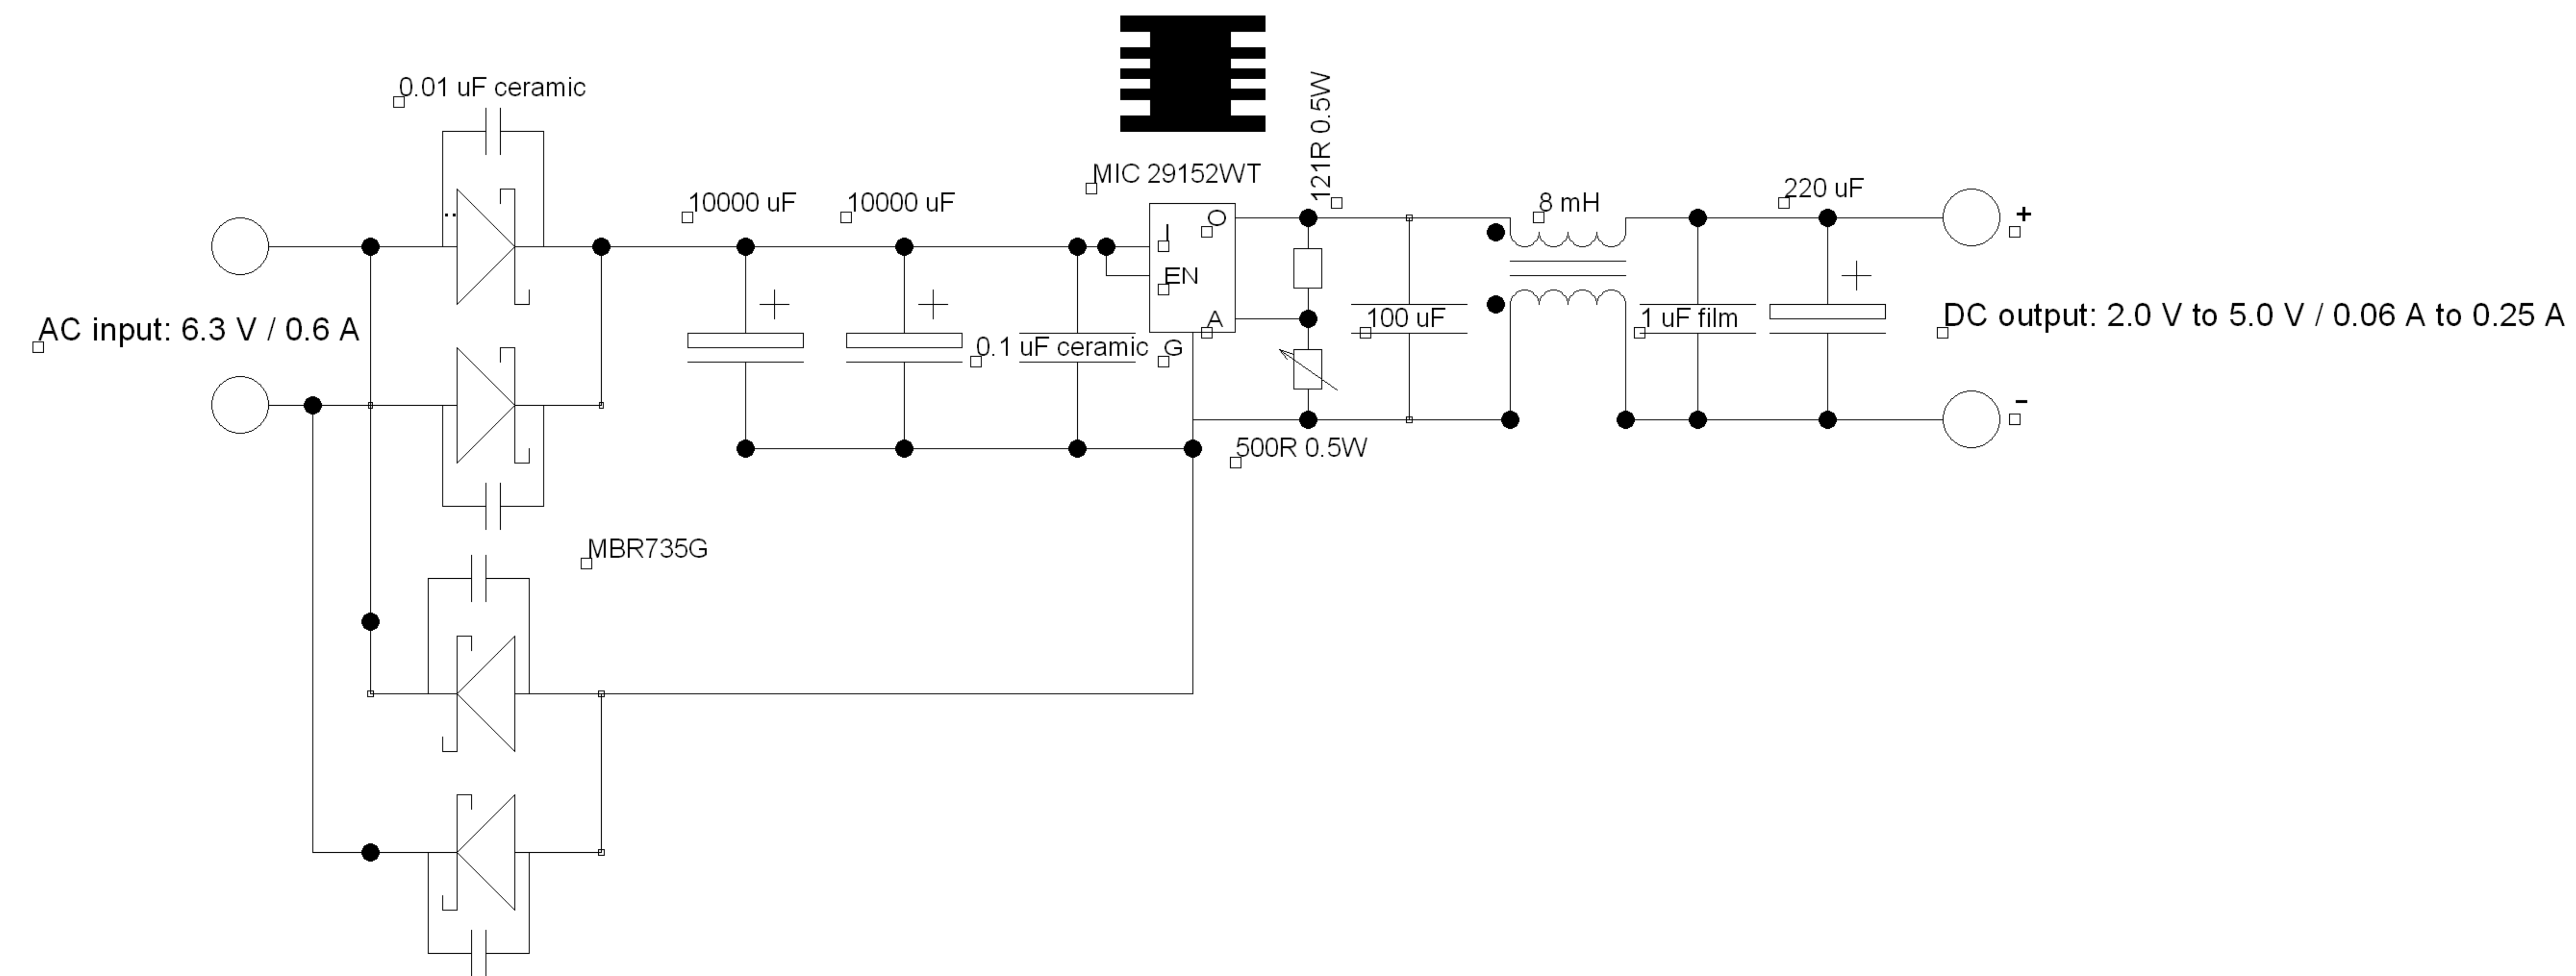 0.01 uF ceramic
121R 0.5W
MIC 29152WT
10000 uF
10000 uF
8 mH
220 uF
I
O
+
EN
AC input: 6.3 V / 0.6 A
A
100 uF
1 uF film
DC output: 2.0 V to 5.0 V / 0.06 A to 0.25 A
0.1 uF ceramic
G
-
500R 0.5W
MBR735G